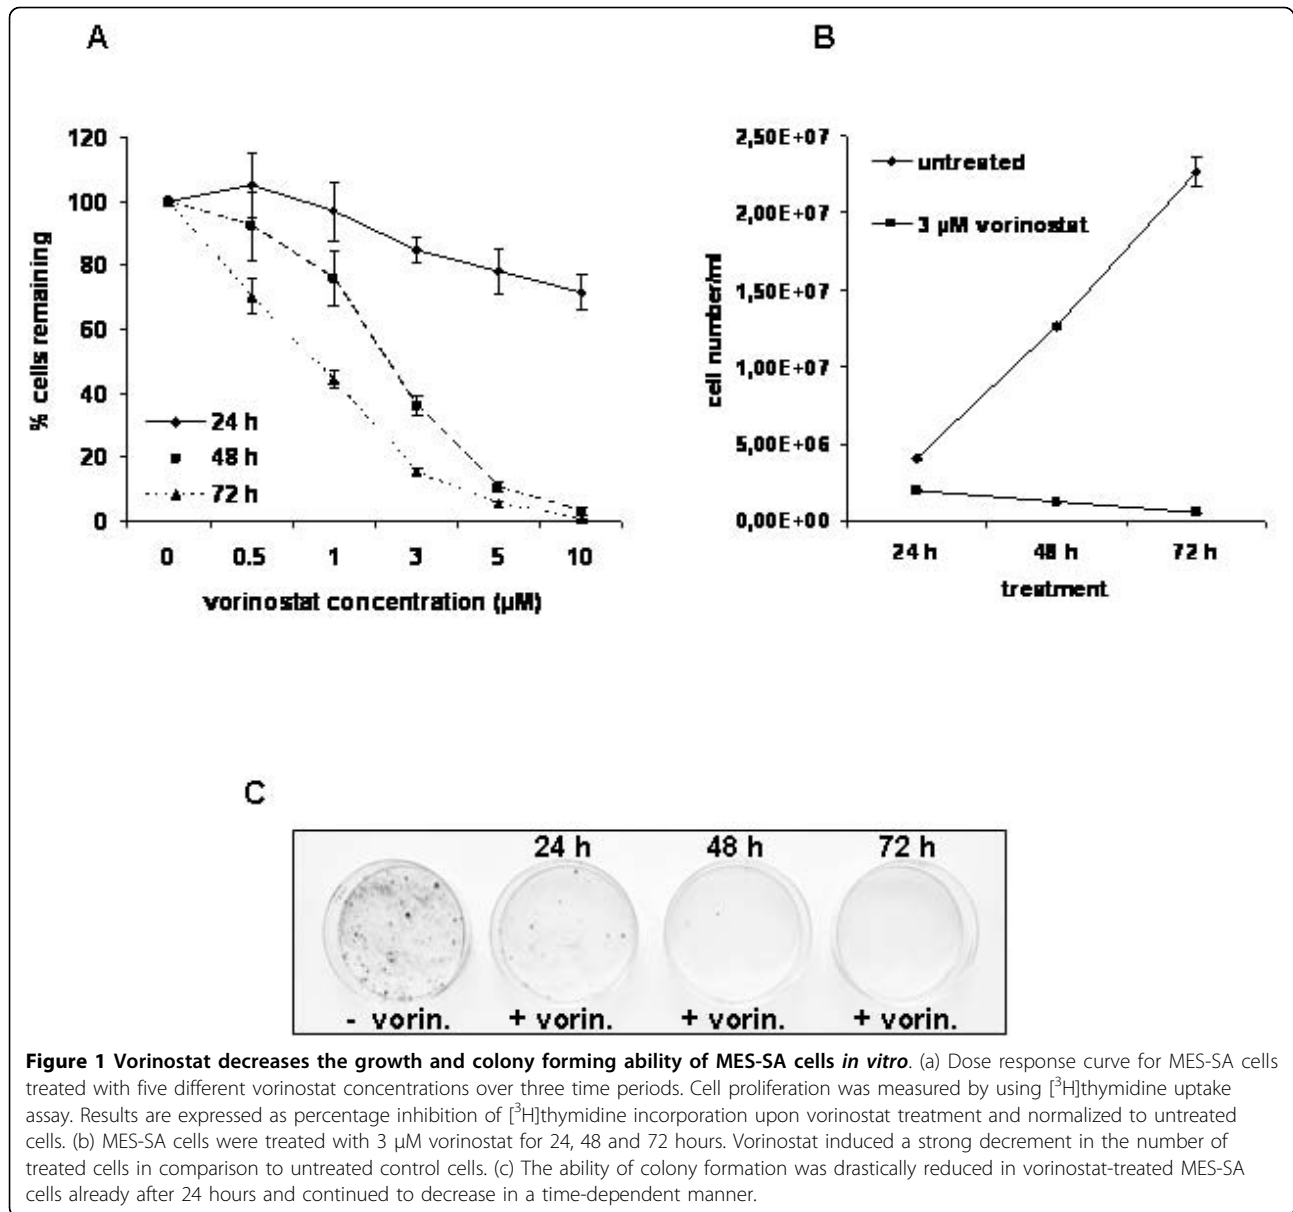 A
120
100
80
60
40
20
0
% cells remaining
24 h
48 h
72 h
0 0.5 1 3 5 10
vorinostat concentration (µM)
B
2,50E+07
2,00E+07
1,50E+07
1,00E+07
5,00E+06
0,00E+00
cell number/ml
untreated
3 µM vorinostat
24 h 48 h 72 h
treatment
C
24 h 48 h 72 h
- vorin. + vorin. + vorin. + vorin.
Figure 1 Vorinostat decreases the growth and colony forming ability of MES-SA cells in vitro. (a) Dose response curve for MES-SA cells
treated with five different vorinostat concentrations over three time periods. Cell proliferation was measured by using [³H]thymidine uptake
assay. Results are expressed as percentage inhibition of [³H]thymidine incorporation upon vorinostat treatment and normalized to untreated
cells. (b) MES-SA cells were treated with 3 µM vorinostat for 24, 48 and 72 hours. Vorinostat induced a strong decrement in the number of
treated cells in comparison to untreated control cells. (c) The ability of colony formation was drastically reduced in vorinostat-treated MES-SA
cells already after 24 hours and continued to decrease in a time-dependent manner.